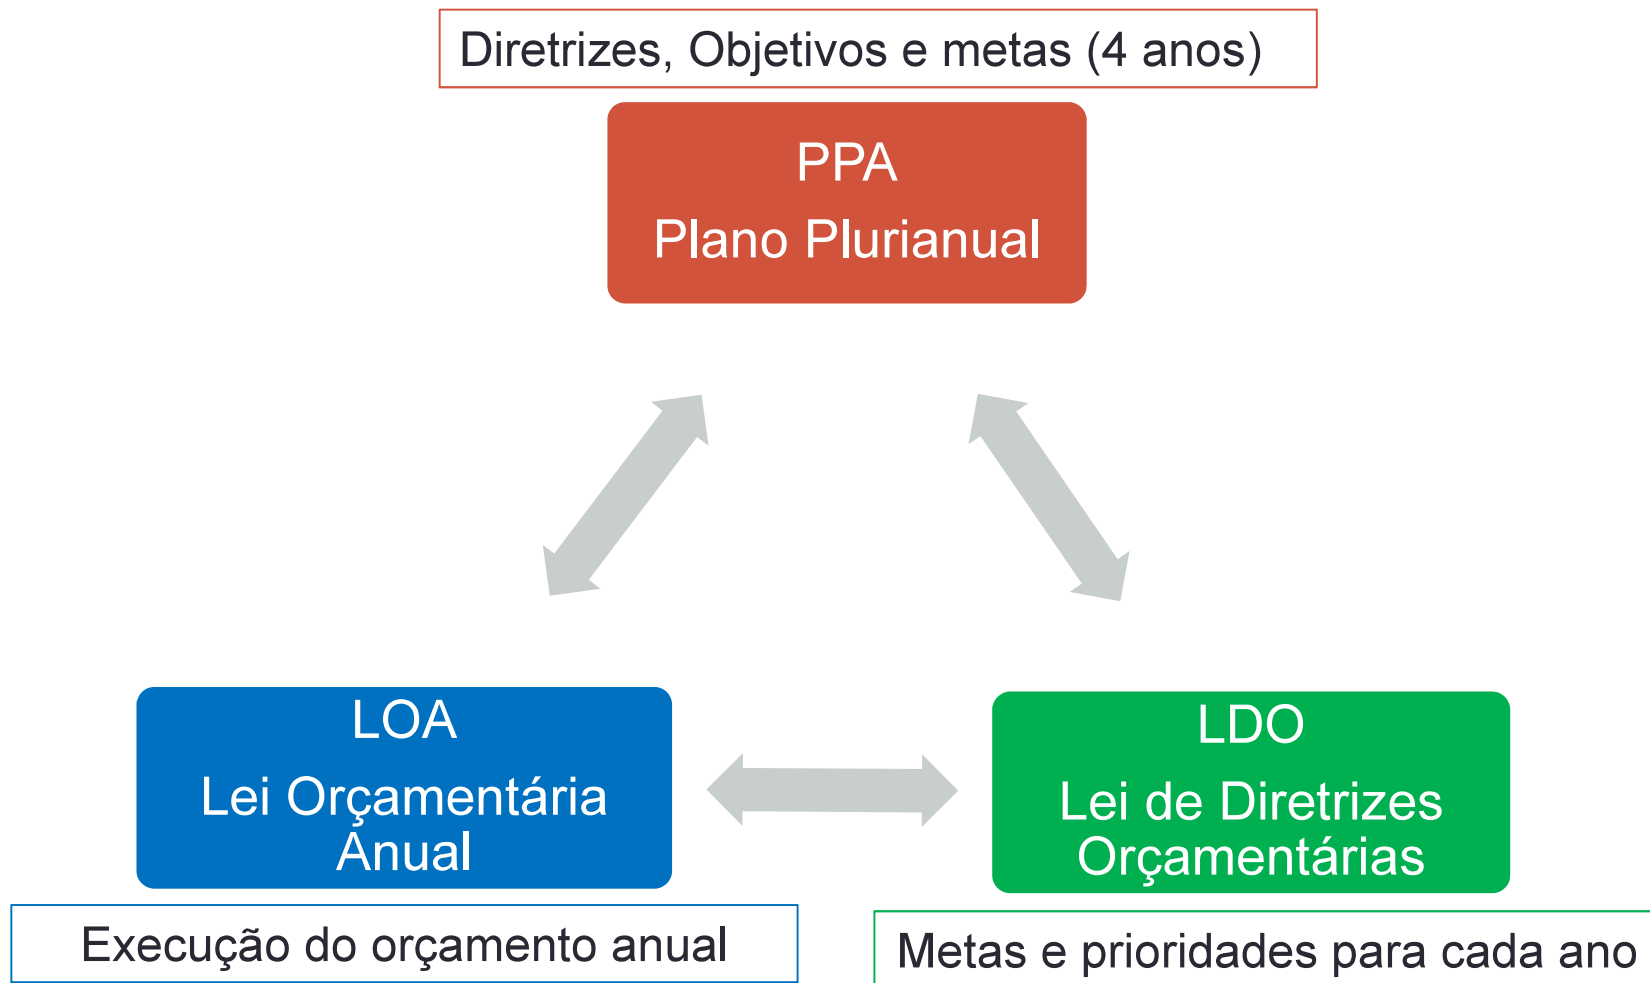 Diretrizes, Objetivos e metas (4 anos)
PPA
Plano Plurianual
LOA
Lei Orçamentária
Anual
Execução do orçamento anual
LDO
Lei de Diretrizes
Orçamentárias
Metas e prioridades para cada ano